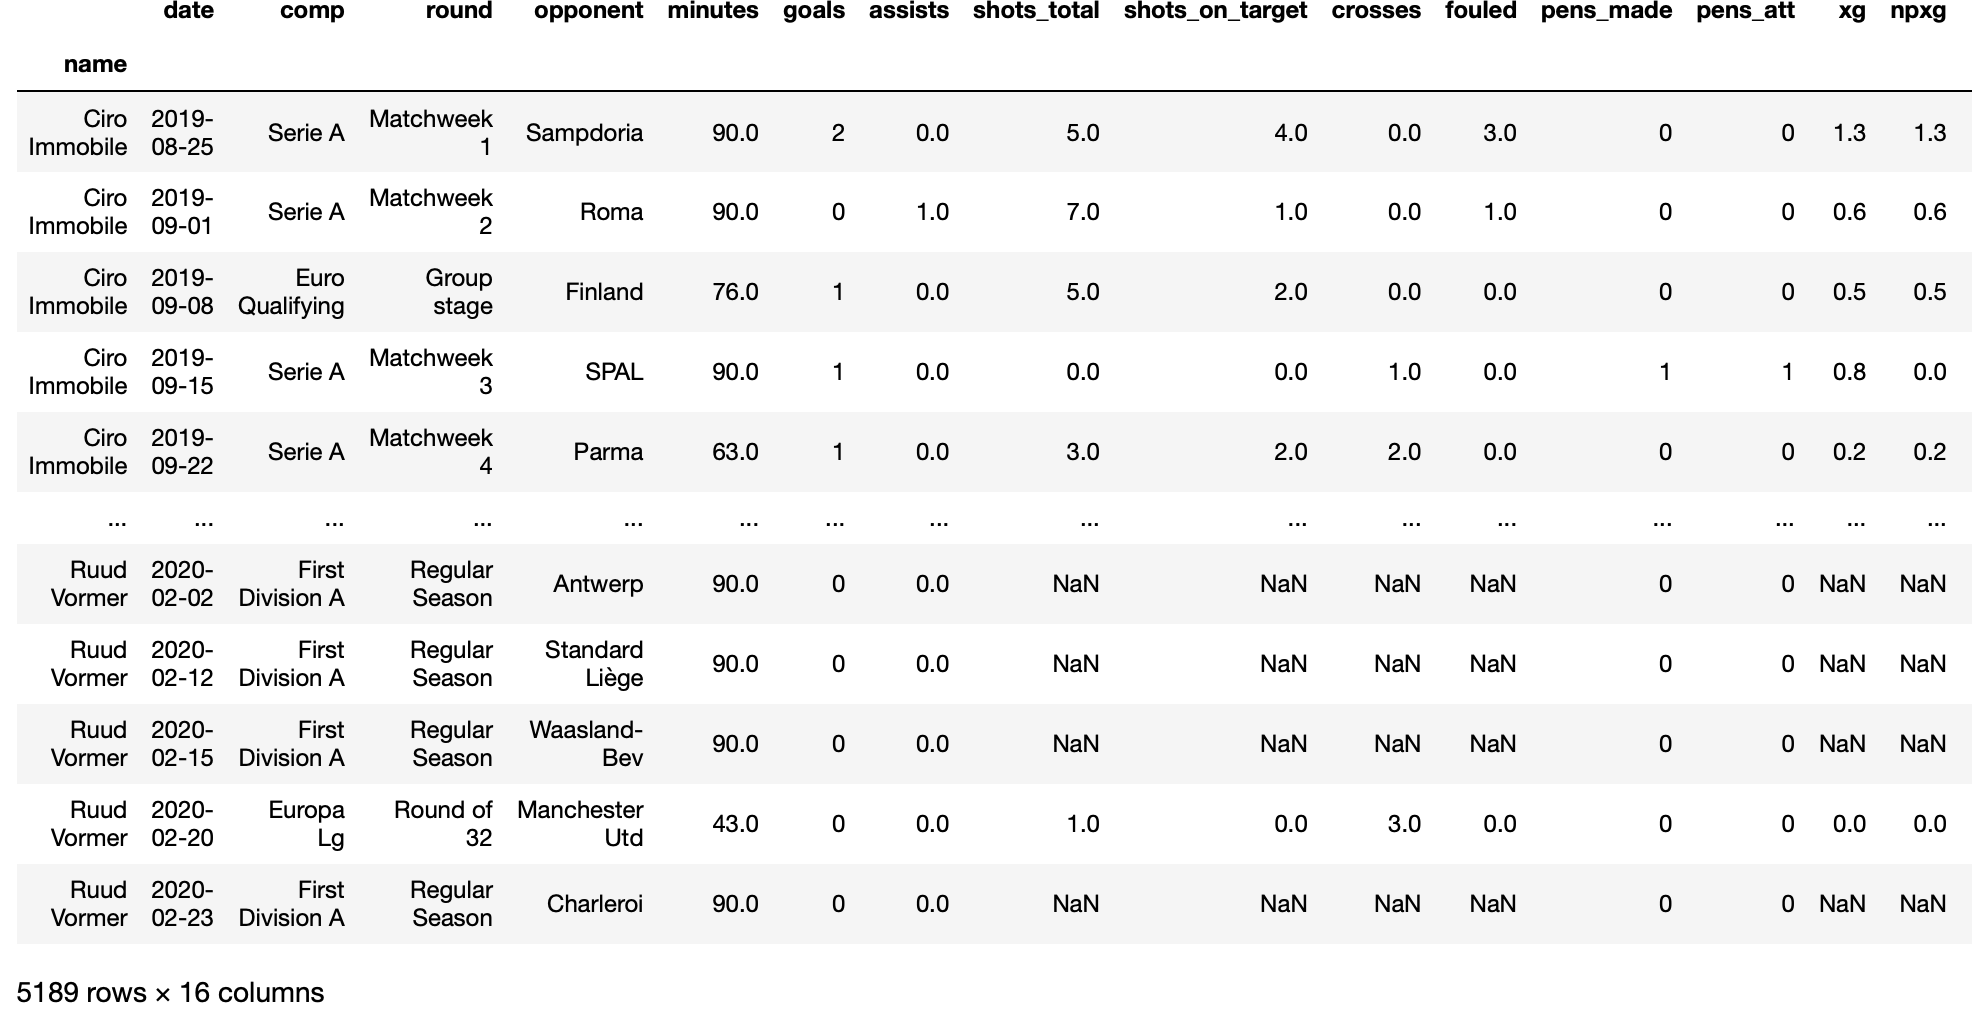 date comp round opponent minutes goals assists shots_total shots_on_target crosses fouled pens_made pens_att xg npxg
name
Ciro Immobile 2019-08-25 Serie A Matchweek 1 Sampdoria 90.0 2 0.0 5.0 4.0 0.0 3.0 0 0 1.3 1.3
Ciro Immobile 2019-09-01 Serie A Matchweek 2 Roma 90.0 0 1.0 7.0 1.0 0.0 1.0 0 0 0.6 0.6
Ciro Immobile 2019-09-08 Euro Qualifying Group stage Finland 76.0 1 0.0 5.0 2.0 0.0 0.0 0 0 0.5 0.5
Ciro Immobile 2019-09-15 Serie A Matchweek 3 SPAL 90.0 1 0.0 0.0 0.0 1.0 0.0 1 1 0.8 0.0
Ciro Immobile 2019-09-22 Serie A Matchweek 4 Parma 63.0 1 0.0 3.0 2.0 2.0 0.0 0 0 0.2 0.2
... ... ... ... ... ... ... ... ... ... ... ... ... ... ... ...
Ruud Vormer 2020-02-02 First Division A Regular Season Antwerp 90.0 0 0.0 NaN NaN NaN NaN 0 0 NaN NaN
Ruud Vormer 2020-02-12 First Division A Regular Season Standard Liège 90.0 0 0.0 NaN NaN NaN NaN 0 0 NaN NaN
Ruud Vormer 2020-02-15 First Division A Regular Season Waasland-Bev 90.0 0 0.0 NaN NaN NaN NaN 0 0 NaN NaN
Ruud Vormer 2020-02-20 Europa Lg Round of 32 Manchester Utd 43.0 0 0.0 1.0 0.0 3.0 0.0 0 0 0.0 0.0
Ruud Vormer 2020-02-23 First Division A Regular Season Charleroi 90.0 0 0.0 NaN NaN NaN NaN 0 0 NaN NaN
5189 rows × 16 columns